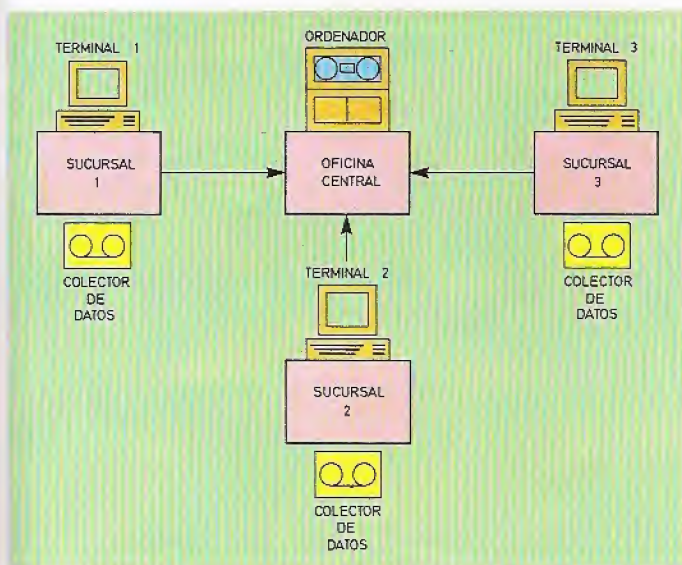 TERMINAL 1
ORDENADOR
TERMINAL 3
SUCURSAL
1
OFICINA
CENTRAL
SUCURSAL
3
COLECTOR
DE
DATOS
TERMINAL 2
COLECTOR
DE
DATOS
SUCURSAL
2
COLECTOR
DE
DATOS